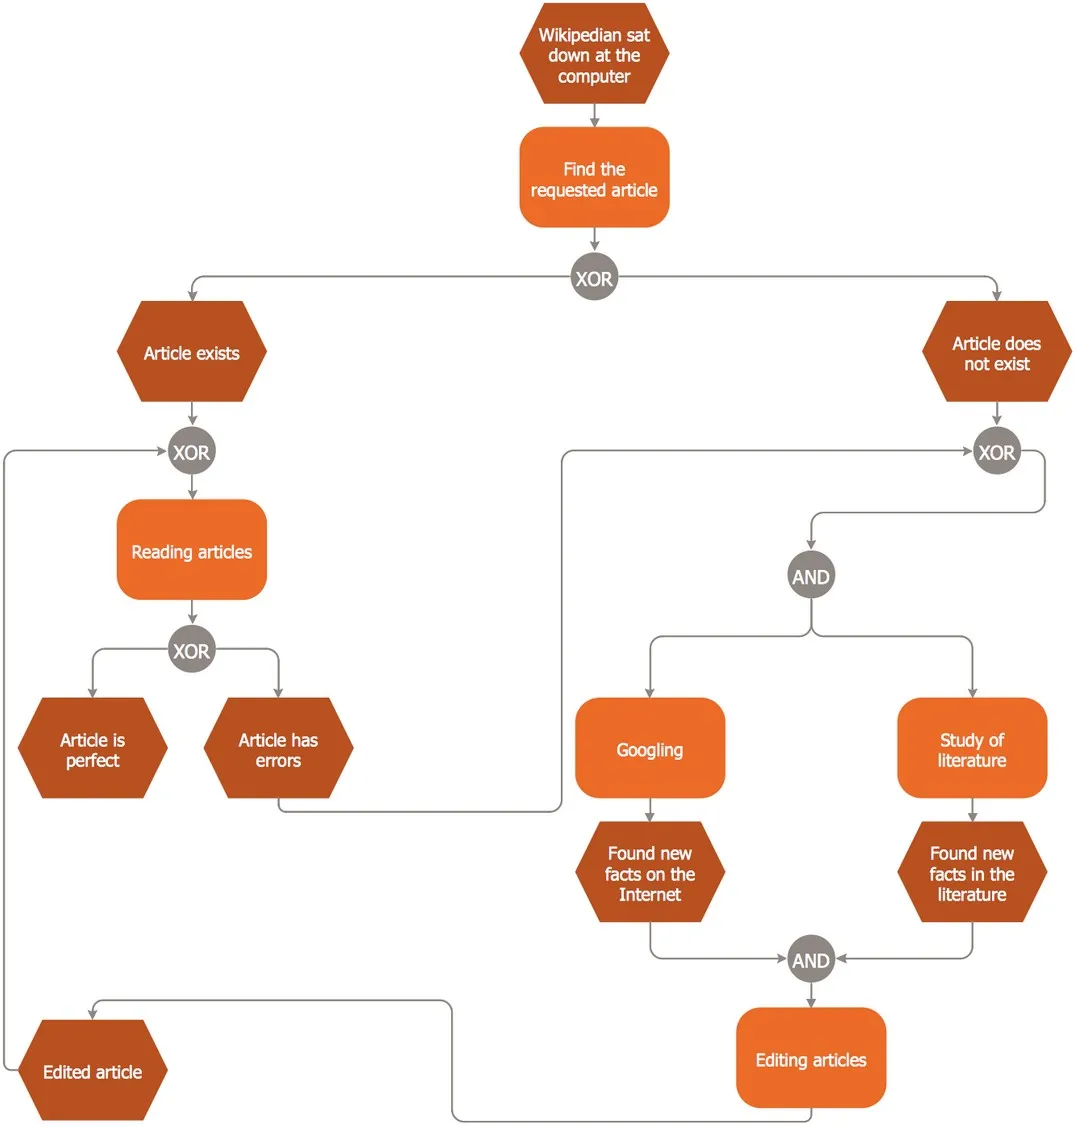 Wikipedian sat
down at the
computer
Find the
requested article
XOR
Article exists
Article does
not exist
XOR
XOR
Reading articles
AND
XOR
Article is
perfect
Article has
errors
Googling
Study of
literature
Found new
facts on the
Internet
Found new
facts in the
literature
AND
Edited article
Editing articles